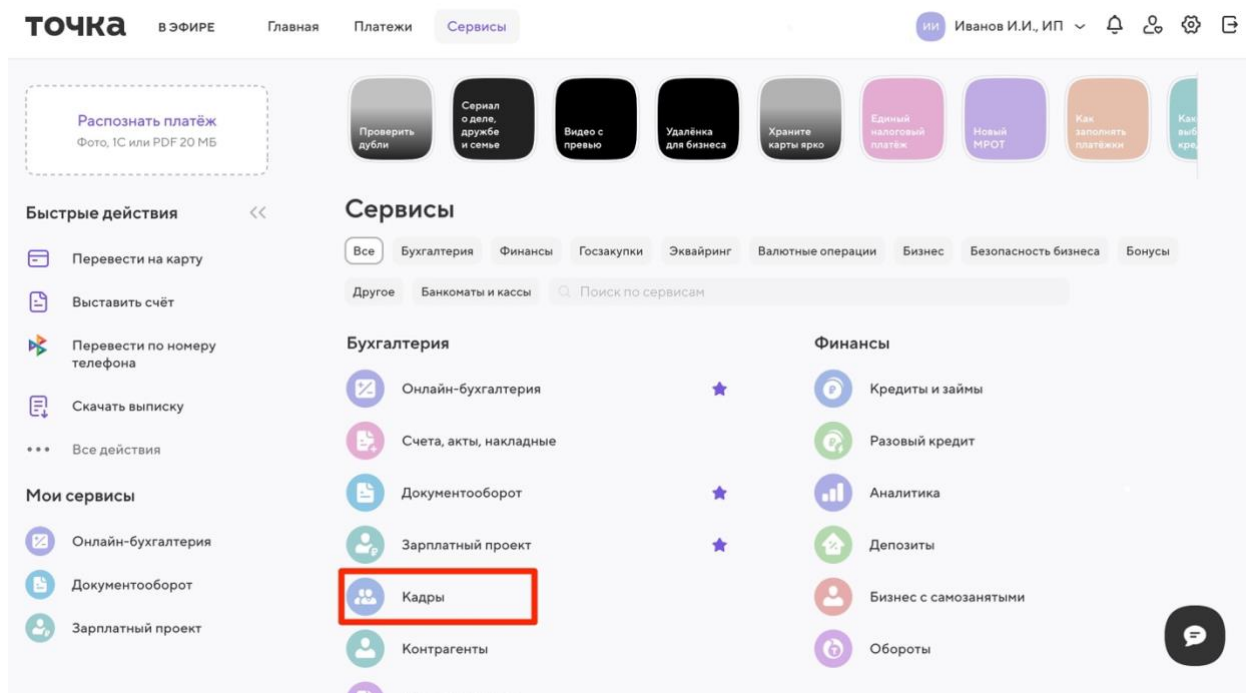 точка
В ЭФИРЕ
Главная
Платежи
Сервисы
ИИ
Иванов И.И., ИП
Распознать платёж
Фото, 1С или PDF 20 МБ
Проверить
дубли
Сериал
о деле,
дружбе
и семье
Видео с
превью
Удалёнка
для бизнеса
Храните
карты ярко
Единый
налоговый
платёж
Новый
МРОТ
Как
заполнять
платёжки
Быстрые действия
Перевести на карту
Выставить счёт
Перевести по номеру
телефона
Скачать выписку
Все действия
Мои сервисы
Онлайн-бухгалтерия
Документооборот
Зарплатный проект
Сервисы
Все
Бухгалтерия
Финансы
Госзакупки
Эквайринг
Валютные операции
Бизнес
Безопасность бизнеса
Бонусы
Другое
Банкоматы и кассы
Поиск по сервисам
Бухгалтерия
Онлайн-бухгалтерия
Счета, акты, накладные
Документооборот
Зарплатный проект
Кадры
Контрагенты
Финансы
Кредиты и займы
Разовый кредит
Аналитика
Депозиты
Бизнес с самозанятыми
Обороты